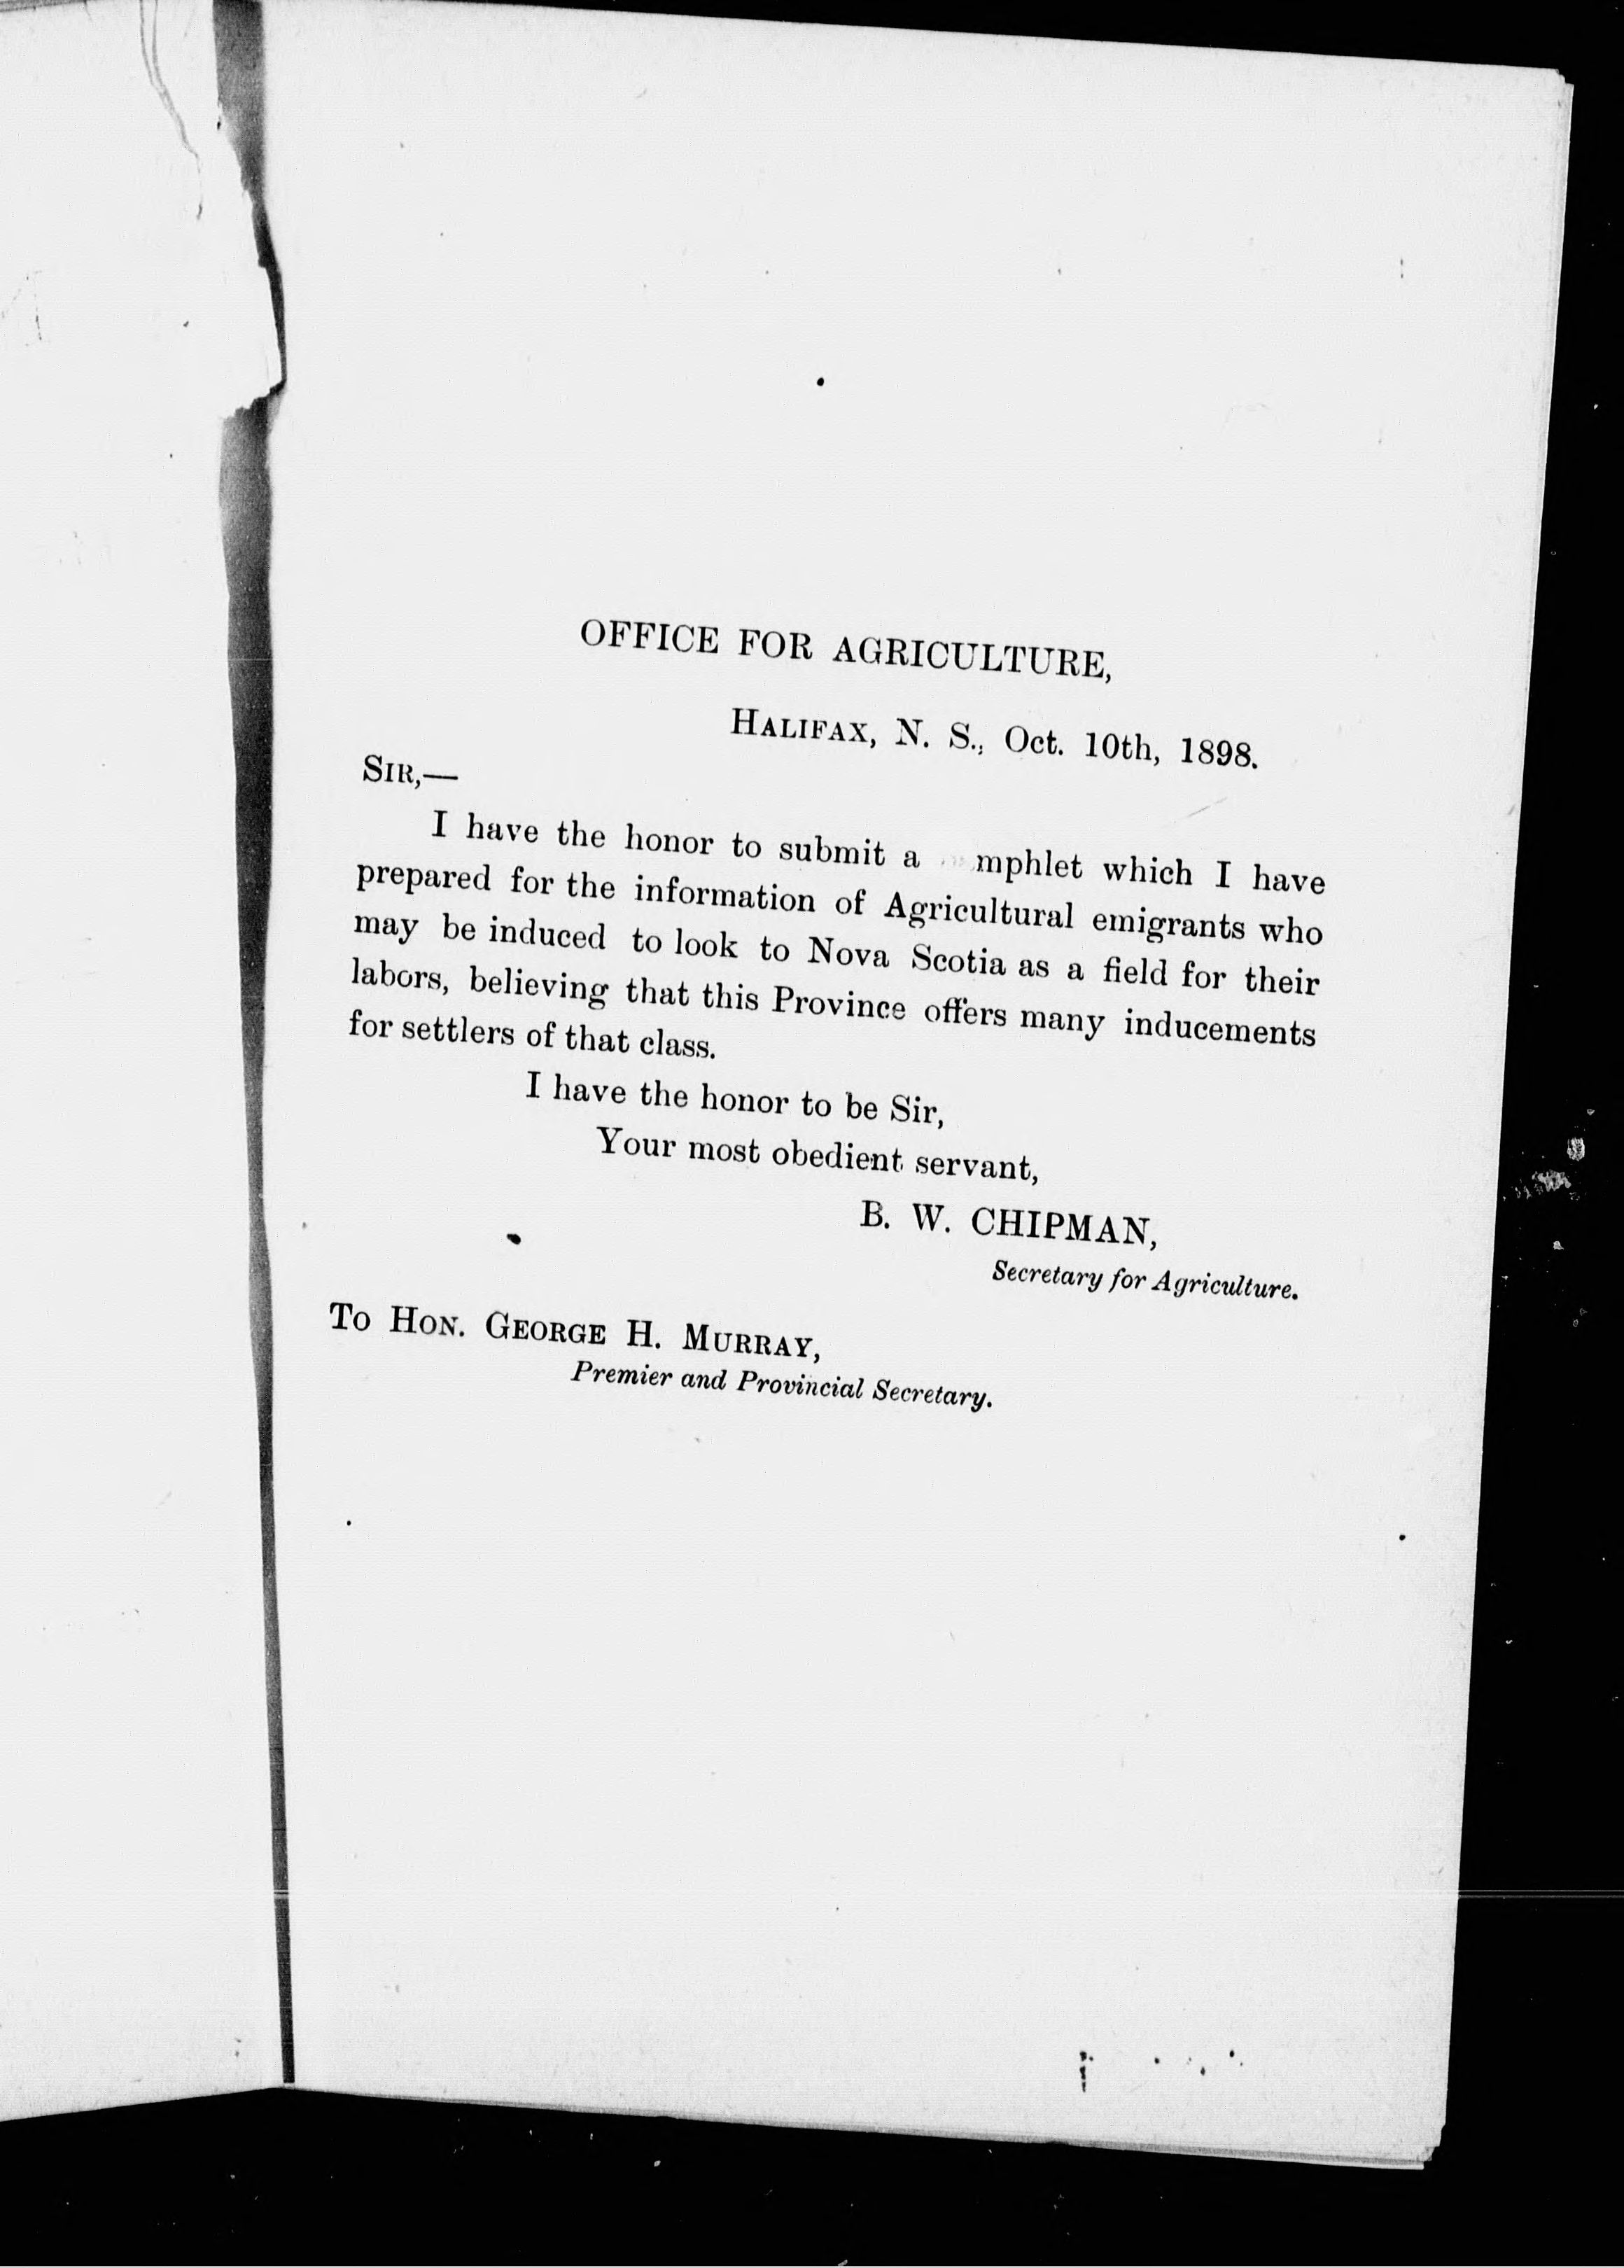 OFFICE FOR AGRICULTURE,
HALIFAX, N. S., Oct. 10th, 1898.
SIR,—
I have the honor to submit a mphlet which I have
prepared for the information of Agricultural emigrants who
may be induced to look to Nova Scotia as a field for their
labors, believing that this Province offers many inducements
for settlers of that class.
I have the honor to be Sir,
Your most obedient servant,
B. W. CHIPMAN,
Secretary for Agriculture.
To HON. GEORGE H. MURRAY,
Premier and Provincial Secretary.